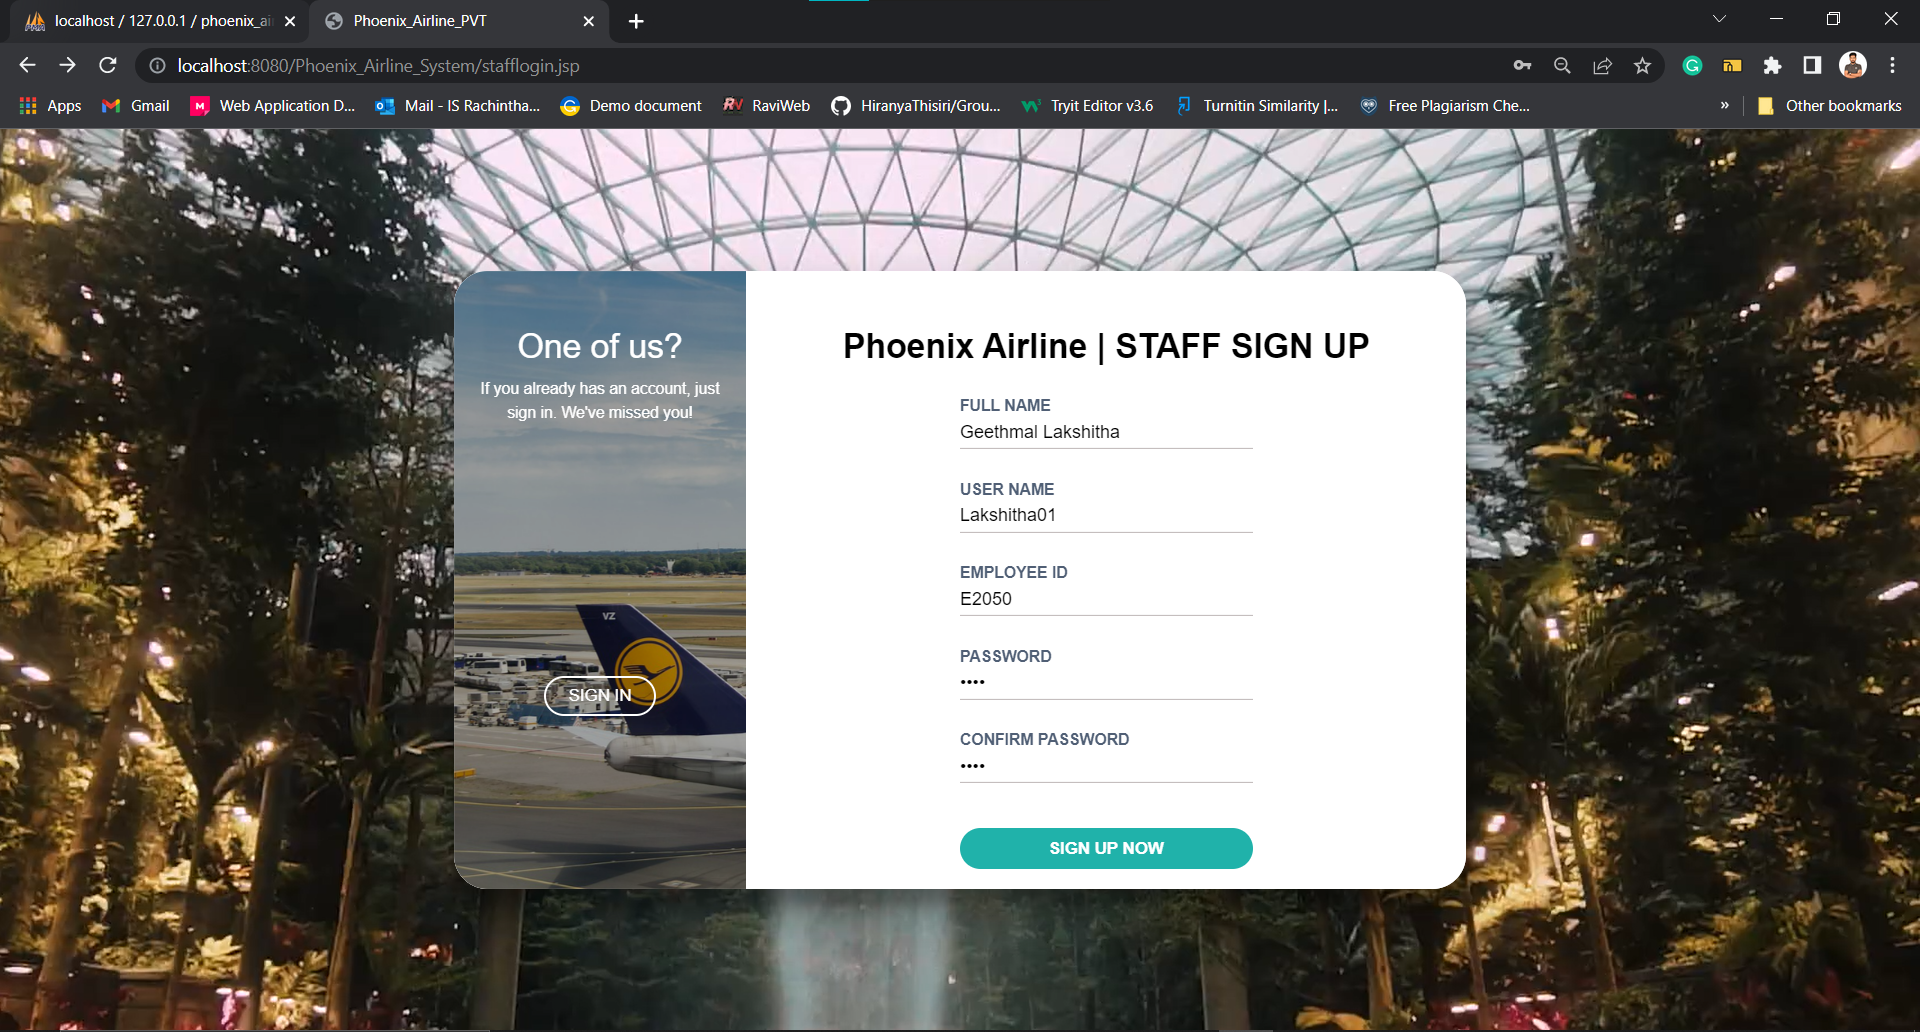 localhost / 127.0.0.1 / phoenix_ai
Phoenix_Airline_PVT
localhost:8080/Phoenix_Airline_System/stafflogin.jsp
Apps
Gmail
Web Application D...
Mail - IS Rachintha...
Demo document
RaviWeb
HiranyaThisiri/Grou...
Tryit Editor v3.6
Turnitin Similarity |...
Free Plagiarism Che...
»
Other bookmarks
One of us?
If you already has an account, just
sign in. We've missed you!
VZ
SIGN IN
Phoenix Airline | STAFF SIGN UP
FULL NAME
Geethmal Lakshitha
USER NAME
Lakshitha01
EMPLOYEE ID
E2050
PASSWORD
••••
CONFIRM PASSWORD
••••
SIGN UP NOW